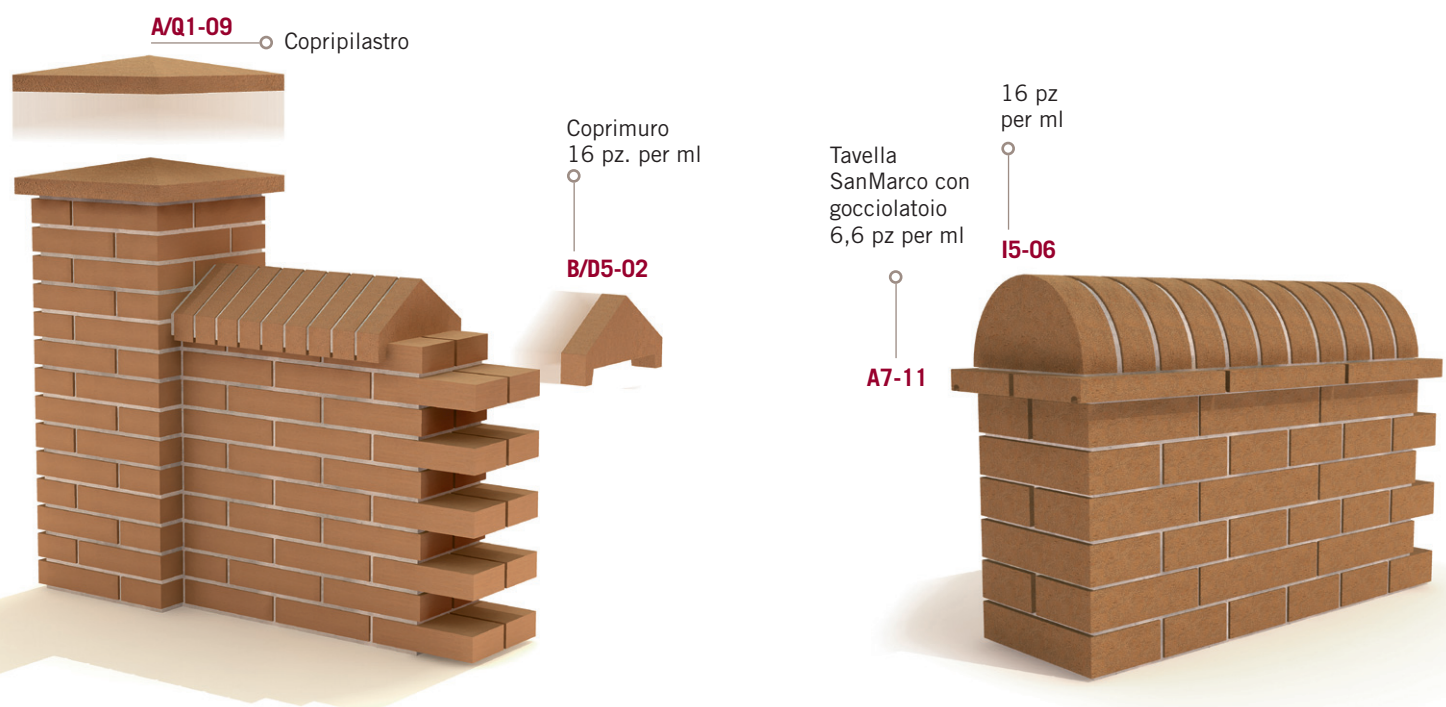 A/Q1-09
Copripilastro
Coprimuro
16 pz. per ml
B/D5-02
Tavella
SanMarco con
gocciolatoio
6,6 pz per ml
A7-11
16 pz
per ml
I5-06